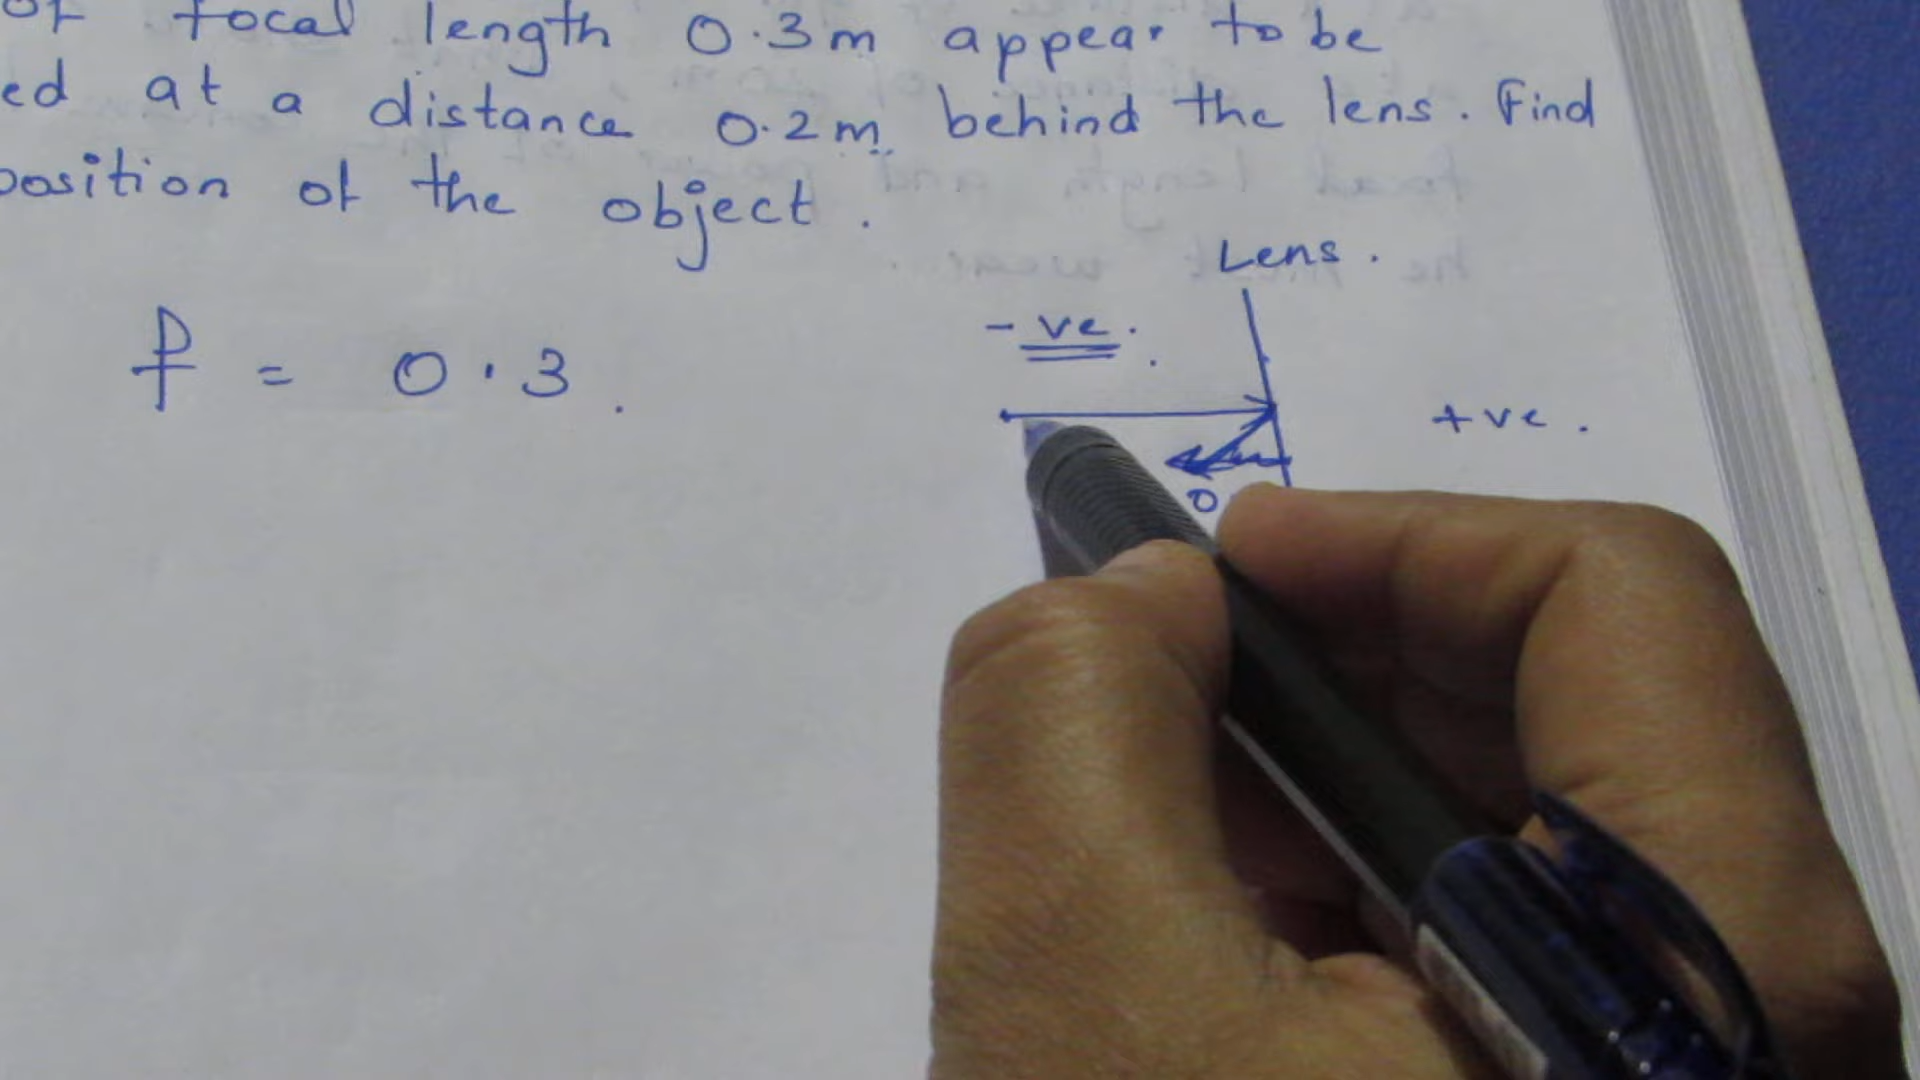 of focal length 0.3m appear to be
ed at a distance 0.2m behind the lens. Find
position of the object.
Lens.
-ve.
f = 0.3.
+ve.
0